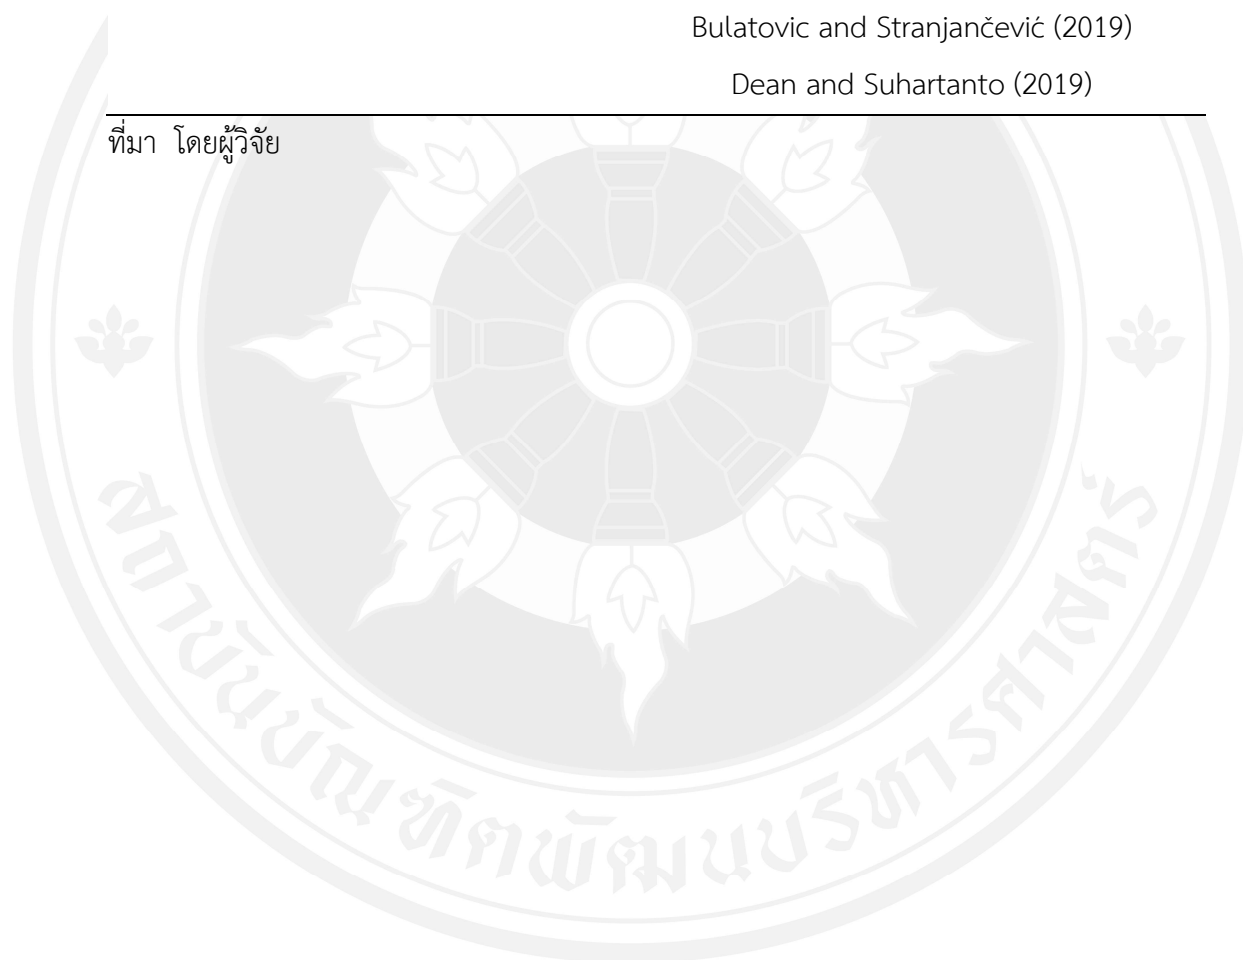 Bulatovic and Stranjančević (2019)
Dean and Suhartanto (2019)
ที่มา โดยผู้วิจัย
สถาบันบัณฑิตพัฒนบริหารศาสตร์